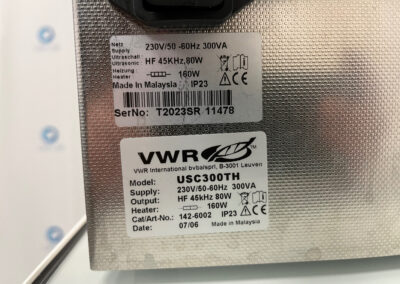 Netz
Supply 230V/50 -60Hz 300VA
Ultraschall
Ultrasonic HF 45KHz,80W
Heizung
Heater 160W
Made In Malaysia IP23
SerNo: T2023SR 11478
VWR
VWR International bvba/sprl, B-3001 Leuven
Model: USC300TH
Supply: 230V/50-60Hz 300VA
Output: HF 45kHz 80W
Heater: 160W
Cat/Art-No.: 142-6002 IP23
Date: 07/06 Made in Malaysia